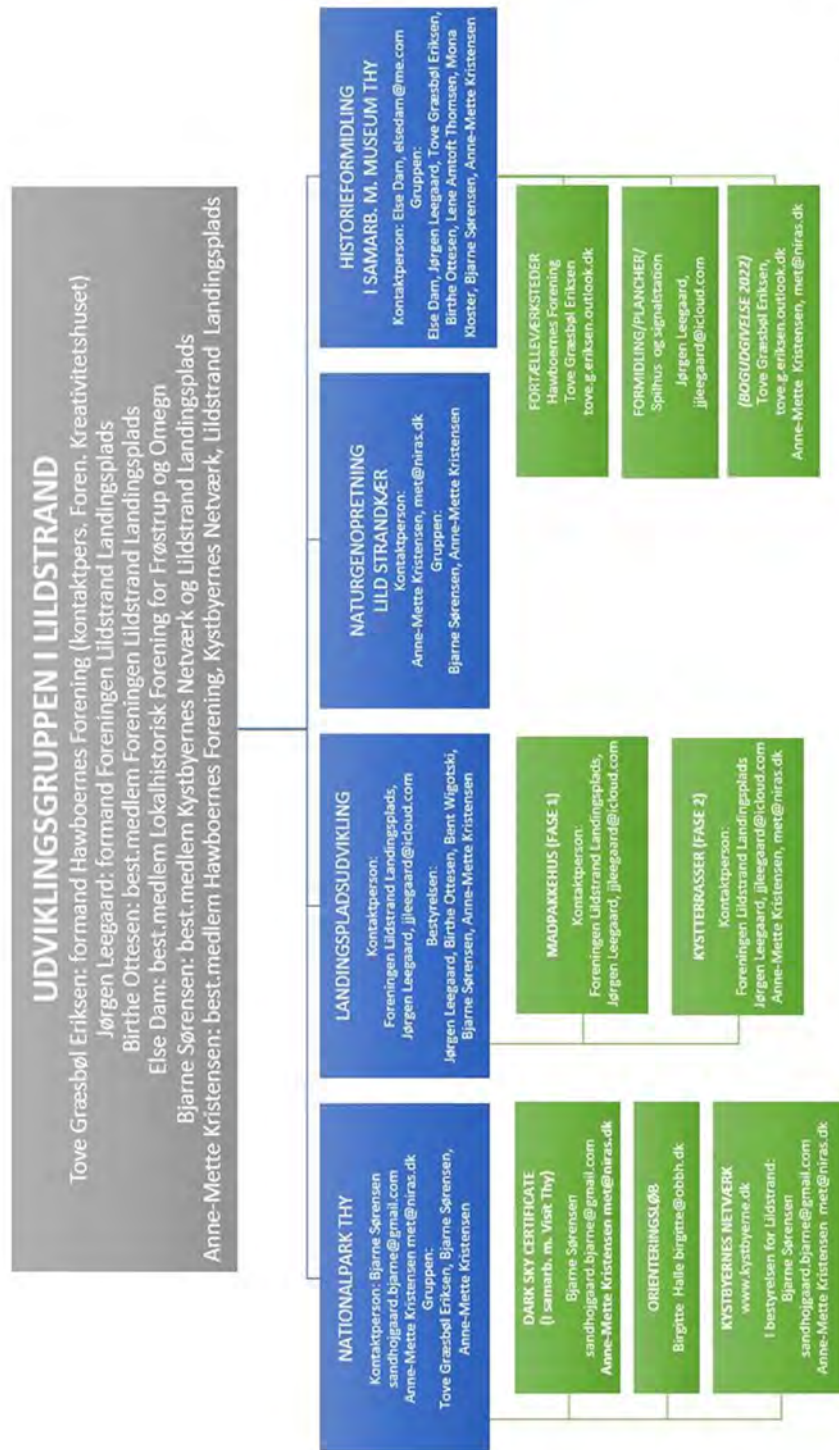 UDVIKLINGSGRUPPEN I LILDSTRAND
Tove Græsbøl Eriksen: formand Hawboernes Forening (kontaktpers. Foren. Kreativitetshuset)
Jørgen Leegaard: formand Foreningen Lildstrand Landingsplads
Birthe Ottesen: best.medlem Foreningen Lildstrand Landingsplads
Else Dam: best.medlem Lokalhistorisk Forening for Frøstrup og Omegn
Bjarne Sørensen: best.medlem Kystbyernes Netværk og Lildstrand Landingsplads
Anne-Mette Kristensen: best.medlem Hawboernes Forening, Kystbyernes Netværk, Lildstrand Landingsplads
NATIONALPARK THY
Kontaktperson: Bjarne Sørensen
sandhojgaard.bjarne@gmail.com
Anne-Mette Kristensen met@niras.dk
Gruppen:
Tove Græsbøl Eriksen, Bjarne Sørensen,
Anne-Mette Kristensen
DARK SKY CERTIFICATE
(I samarb. m. Visit Thy)
Bjarne Sørensen
sandhojgaard.bjarne@gmail.com
Anne-Mette Kristensen met@niras.dk
ORIENTERINGSLØB
Birgitte Halle birgitte@obbh.dk
KYSTBYERNES NETVÆRK
www.kystbyerne.dk
I bestyrelsen for Lildstrand:
Bjarne Sørensen
sandhojgaard.bjarne@gmail.com
Anne-Mette Kristensen met@niras.dk
LANDINGSPLADSUDVIKLING
Kontaktperson:
Foreningen Lildstrand Landingsplads,
Jørgen Leegaard, jjleegaard@icloud.com
Bestyrelsen:
Jørgen Leegaard, Birthe Ottesen, Bent Wigotski,
Bjarne Sørensen, Anne-Mette Kristensen
MADPAKKEHUS (FASE 1)
Kontaktperson:
Foreningen Lildstrand Landingsplads,
Jørgen Leegaard, jjleegaard@icloud.com
KYSTTERRASSER (FASE 2)
Kontaktperson:
Foreningen Lildstrand Landingsplads
Jørgen Leegaard, jjleegaard@icloud.com
Anne-Mette Kristensen, met@niras.dk
NATURGENOPRETNING
LILD STRANDKÆR
Kontaktperson:
Anne-Mette Kristensen, met@niras.dk
Gruppen:
Bjarne Sørensen, Anne-Mette Kristensen
HISTORIEFORMIDLING
I SAMARB. M. MUSEUM THY
Kontaktperson: Else Dam, elsedam@me.com
Gruppen:
Else Dam, Jørgen Leegaard, Tove Græsbøl Eriksen,
Birthe Ottesen, Lene Amtoft Thomsen, Mona
Kloster, Bjarne Sørensen, Anne-Mette Kristensen
FORTÆLLEVÆRKSTEDER
Hawboernes Forening
Tove Græsbøl Eriksen
tove.g.eriksen.outlook.dk
FORMIDLING/PLANCHER/
Spilhus og signalstation
Jørgen Leegaard,
jjleegaard@icloud.com
(BOGUDGIVELSE 2022)
Tove Græsbøl Eriksen,
tove.g.eriksen.outlook.dk
Anne-Mette Kristensen, met@niras.dk